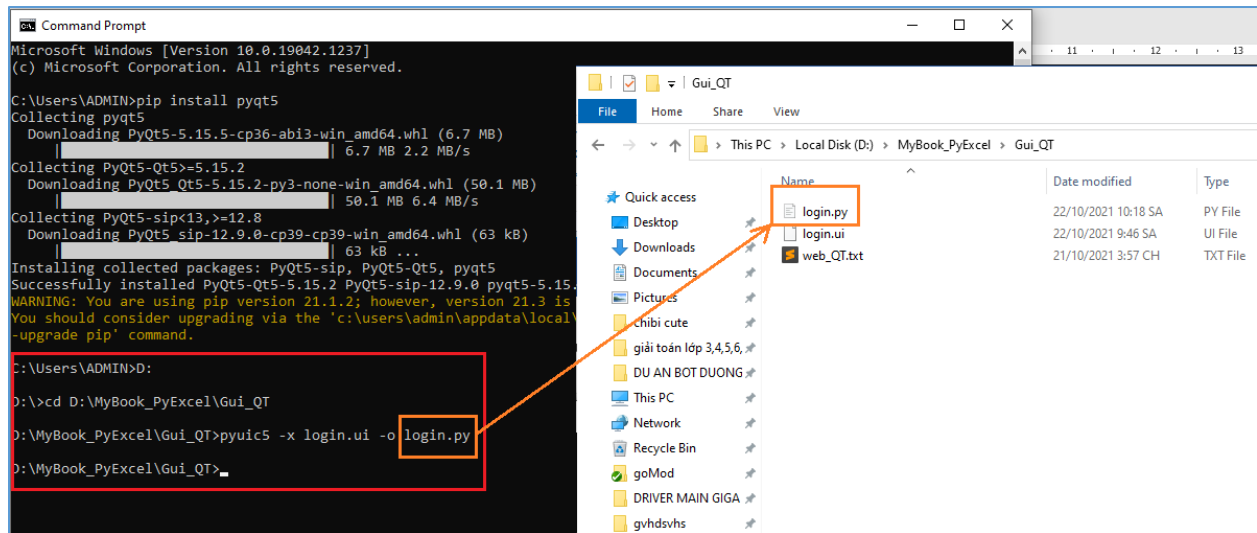 Command Prompt
Microsoft Windows [Version 10.0.19042.1237]
(c) Microsoft Corporation. All rights reserved.
C:\Users\ADMIN>pip install pyqt5
Collecting pyqt5
Downloading PyQt5-5.15.5-cp36-abi3-win_amd64.whl (6.7 MB)
| | 6.7 MB 2.2 MB/s
Collecting PyQt5-Qt5>=5.15.2
Downloading PyQt5_Qt5-5.15.2-py3-none-win_amd64.whl (50.1 MB)
| | 50.1 MB 6.4 MB/s
Collecting PyQt5-sip<13,>=12.8
Downloading PyQt5_sip-12.9.0-cp39-cp39-win_amd64.whl (63 kB)
| | 63 kB ...
Installing collected packages: PyQt5-sip, PyQt5-Qt5, pyqt5
Successfully installed PyQt5-Qt5-5.15.2 PyQt5-sip-12.9.0 pyqt5-5.15.
WARNING: You are using pip version 21.1.2; however, version 21.3 is
You should consider upgrading via the 'c:\users\admin\appdata\local\
-upgrade pip' command.
C:\Users\ADMIN>D:
D:\>cd D:\MyBook_PyExcel\Gui_QT
D:\MyBook_PyExcel\Gui_QT>pyuic5 -x login.ui -o login.py
D:\MyBook_PyExcel\Gui_QT>
11 12 13
Gui_QT
File Home Share View
This PC > Local Disk (D:) > MyBook_PyExcel > Gui_QT
Name Date modified Type
login.py 22/10/2021 10:18 SA PY File
login.ui 22/10/2021 9:46 SA UI File
web_QT.txt 21/10/2021 3:57 CH TXT File
Quick access
Desktop
Downloads
Documents
Pictures
chibi cute
giải toán lớp 3,4,5,6,
DU AN BOT DUONG
This PC
Network
Recycle Bin
goMod
DRIVER MAIN GIGA
gvhdsvhs